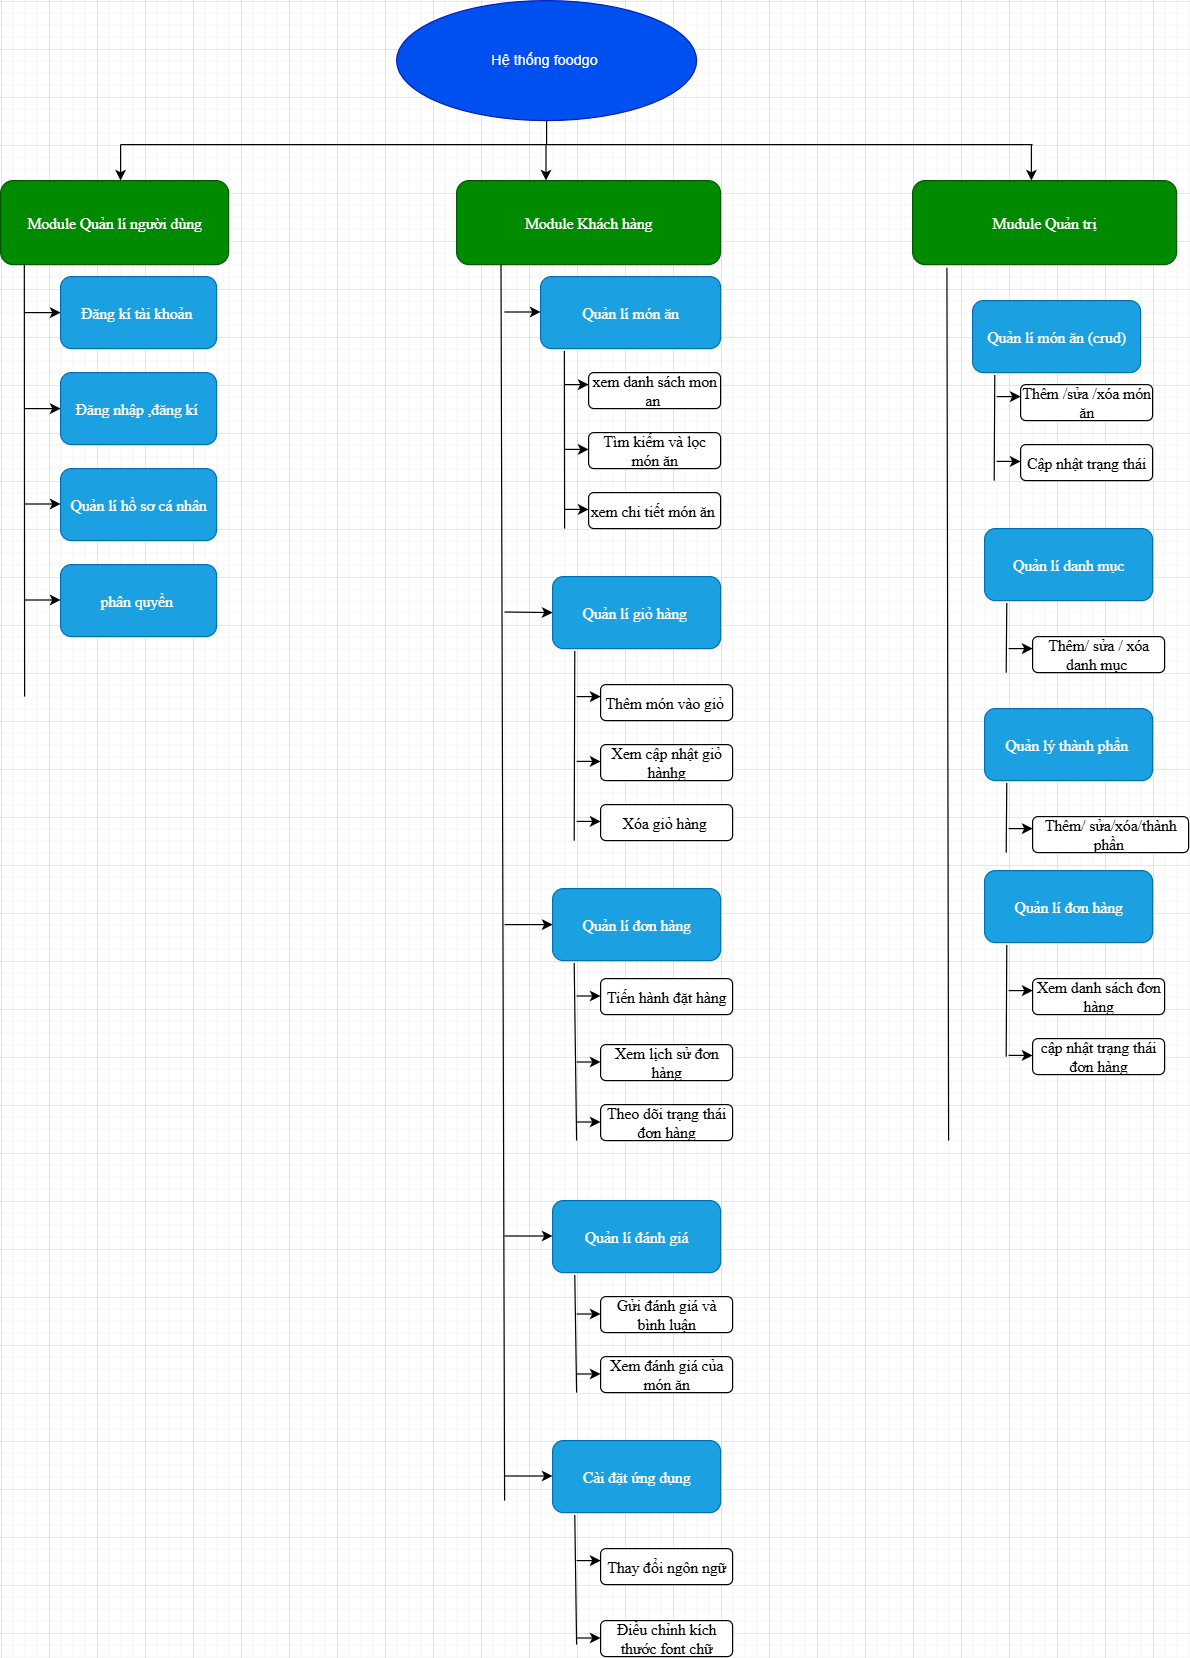 Hệ thống foodgo
Module Quản lí người dùng
Đăng kí tài khoản
Đăng nhập ,đăng kí
Quản lí hồ sơ cá nhân
phân quyền
Module Khách hàng
Quản lí món ăn
xem danh sách mon
an
Tìm kiếm và lọc
món ăn
xem chi tiết món ăn
Quản lí giỏ hàng
Thêm món vào giỏ
Xem cập nhật giỏ
hànhg
Xóa giỏ hàng
Quản lí đơn hàng
Tiến hành đặt hàng
Xem lịch sử đơn
hàng
Theo dõi trạng thái
đơn hàng
Quản lí đánh giá
Gửi đánh giá và
bình luận
Xem đánh giá của
món ăn
Cài đặt ứng dụng
Thay đổi ngôn ngữ
Điều chỉnh kích
thước font chữ
Mudule Quản trị
Quản lí món ăn (crud)
Thêm /sửa /xóa món
ăn
Cập nhật trạng thái
Quản lí danh mục
Thêm/ sửa / xóa
danh mục
Quản lý thành phần
Thêm/ sửa/xóa/thành
phần
Quản lí đơn hàng
Xem danh sách đơn
hàng
cập nhật trạng thái
đơn hàng